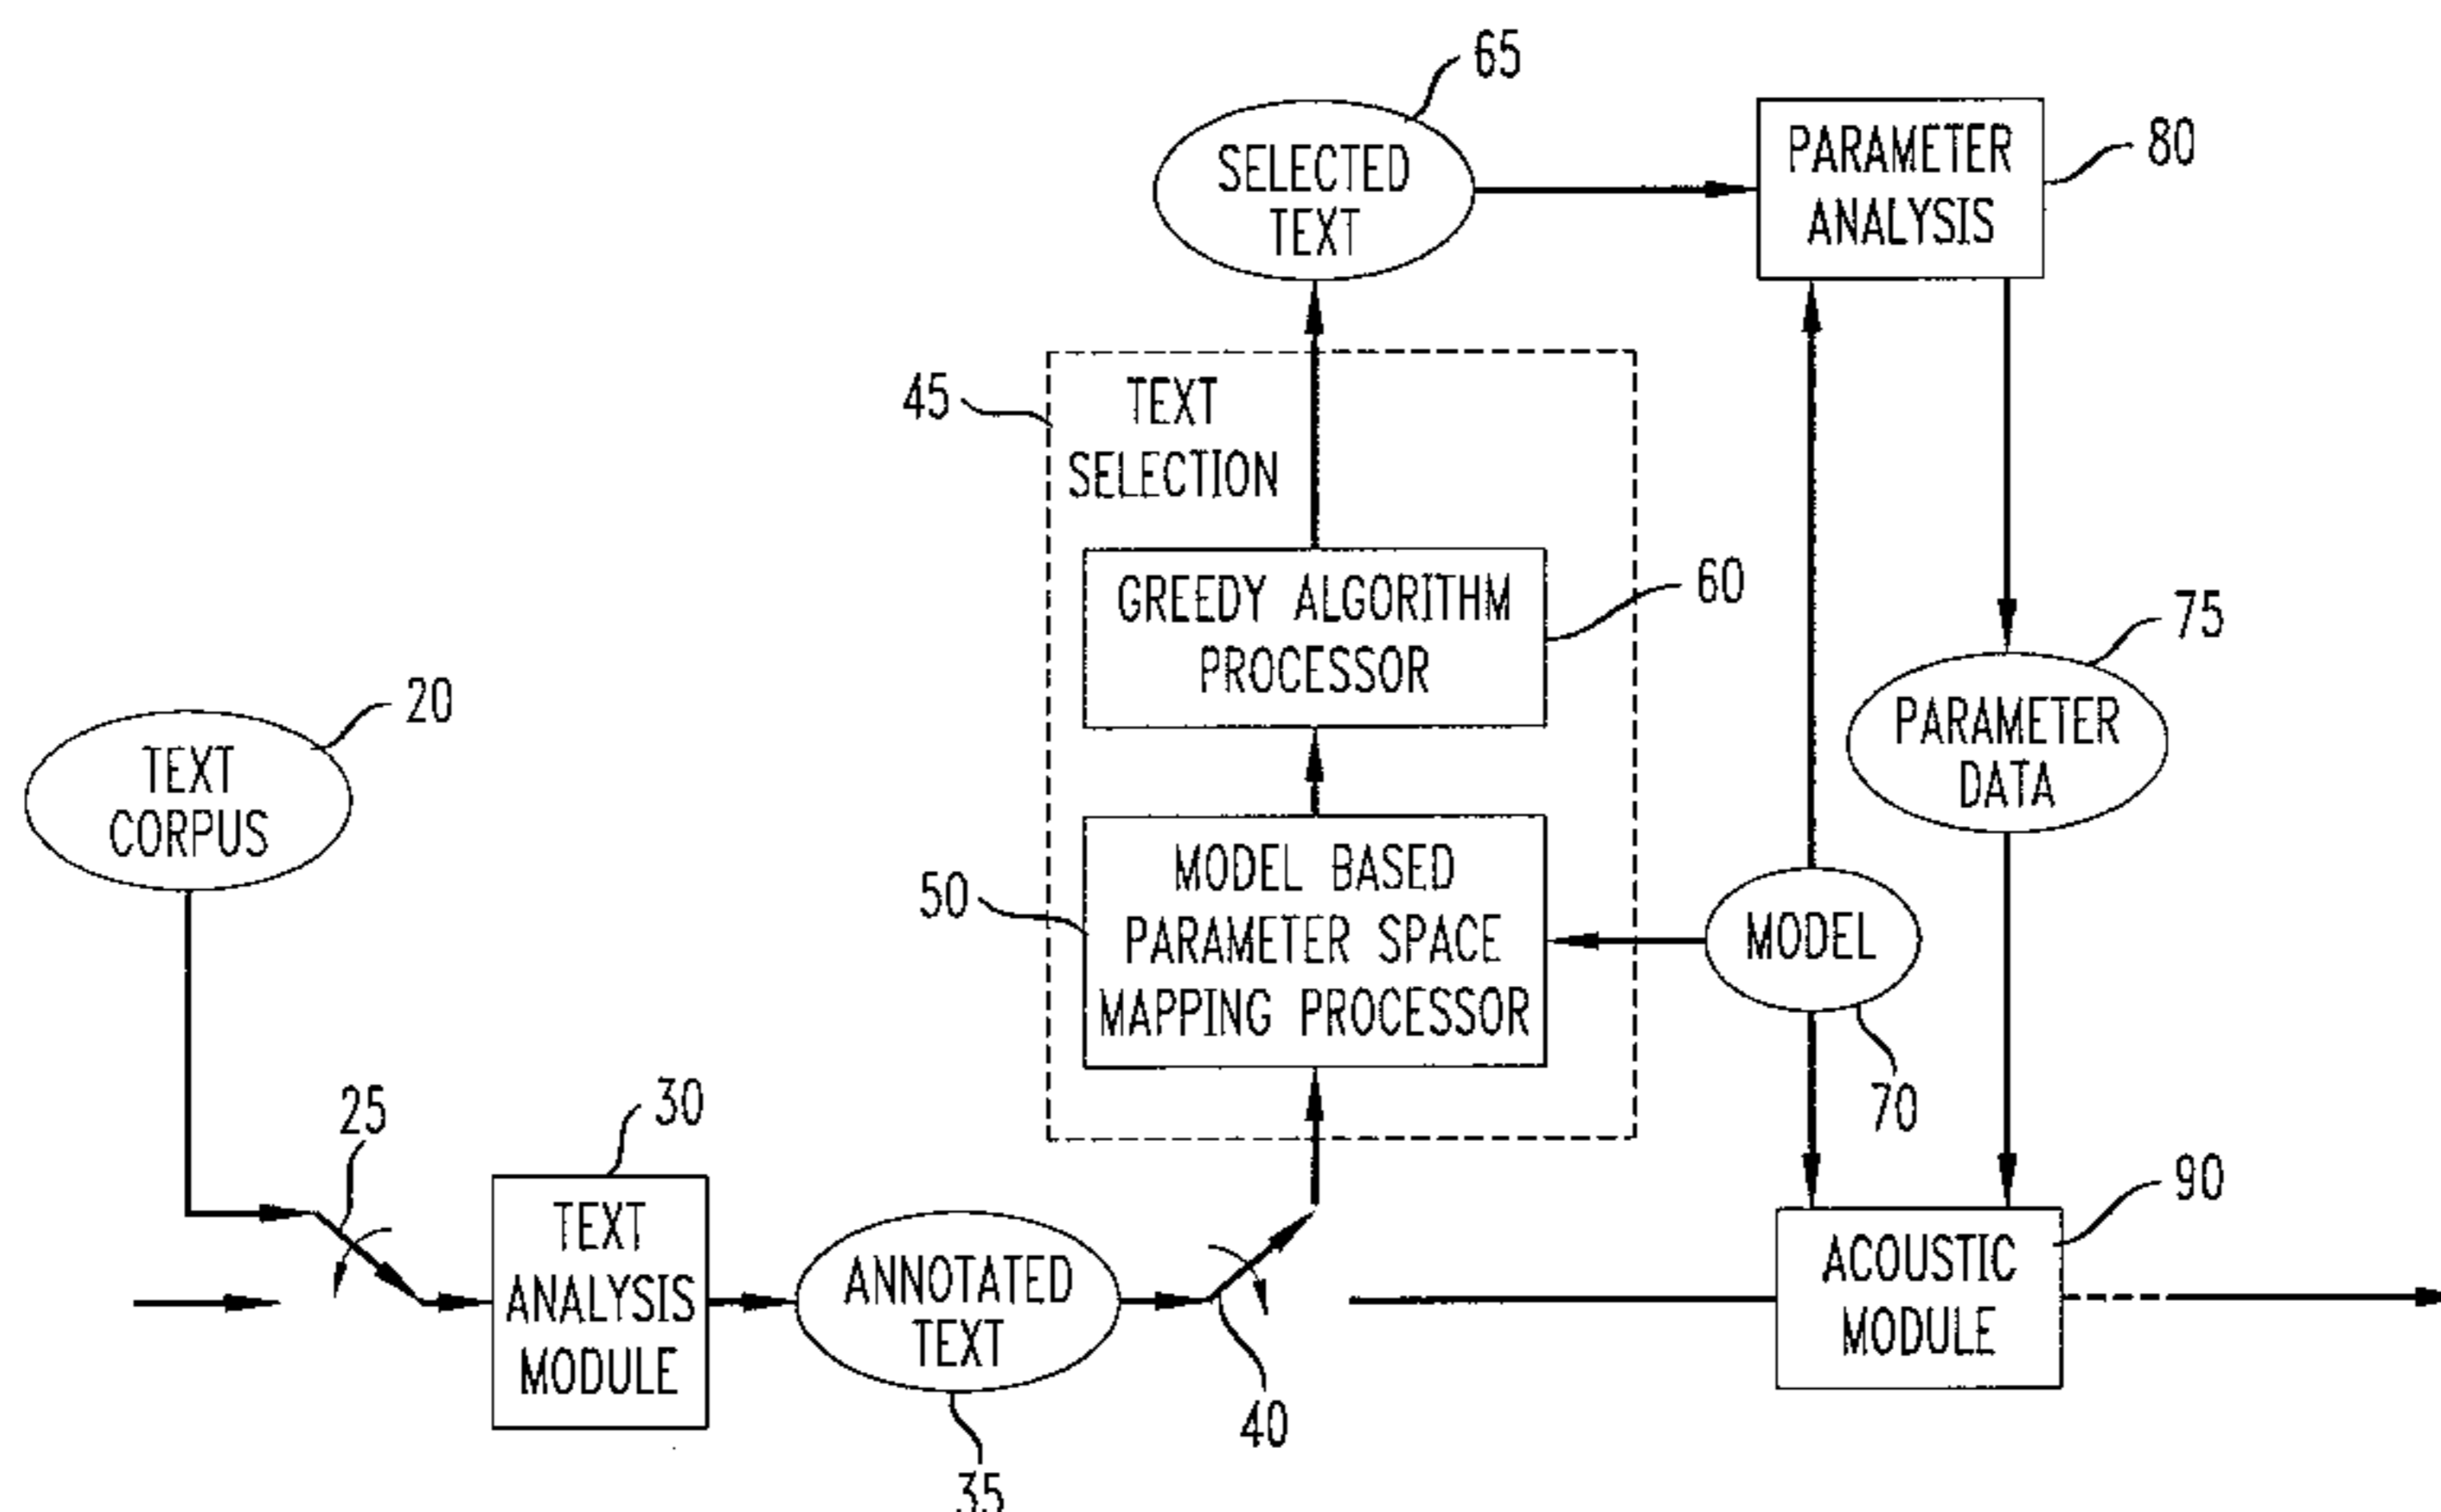 65
SELECTED
TEXT
PARAMETER
ANALYSIS
80
45
TEXT
SELECTION
GREEDY ALGORITHM
PROCESSOR
60
75
PARAMETER
DATA
20
TEXT
CORPUS
50
MODEL BASED
PARAMETER SPACE
MAPPING PROCESSOR
MODEL
70
25
30
TEXT
ANALYSIS
MODULE
ANNOTATED
TEXT
35
40
90
ACOUSTIC
MODULE